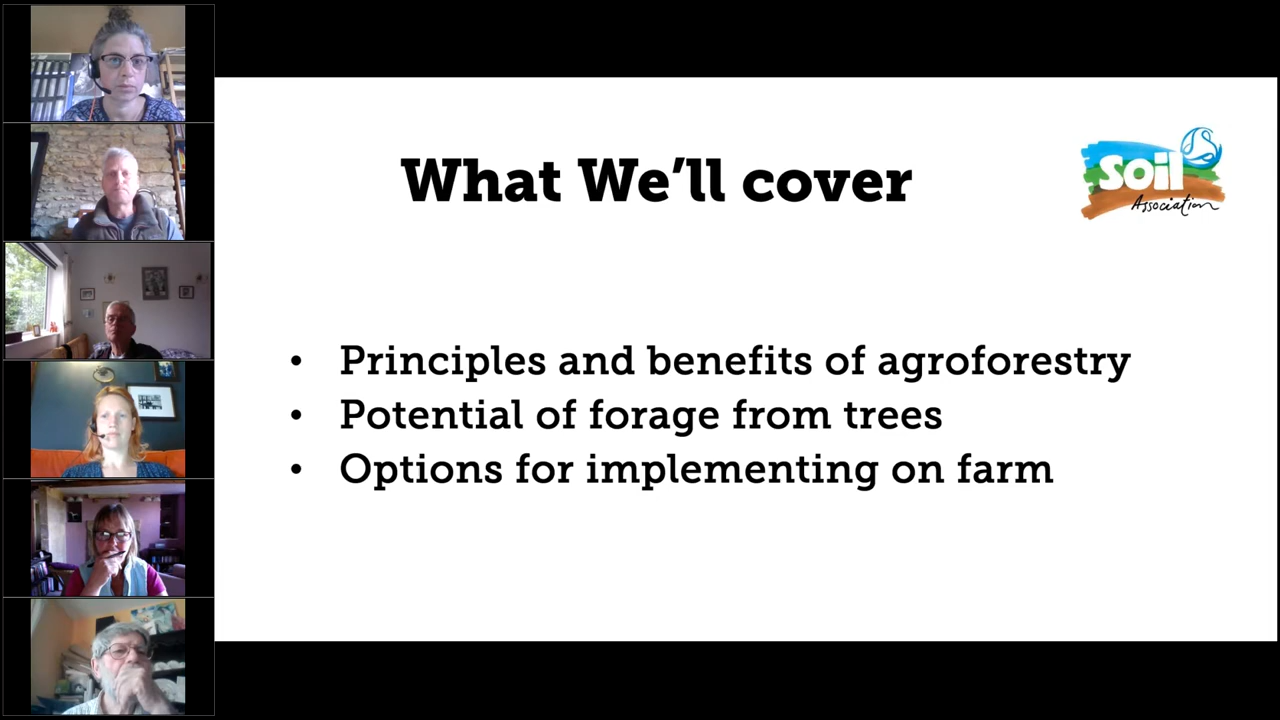 What We’ll cover
soil
Association
• Principles and benefits of agroforestry
• Potential of forage from trees
• Options for implementing on farm